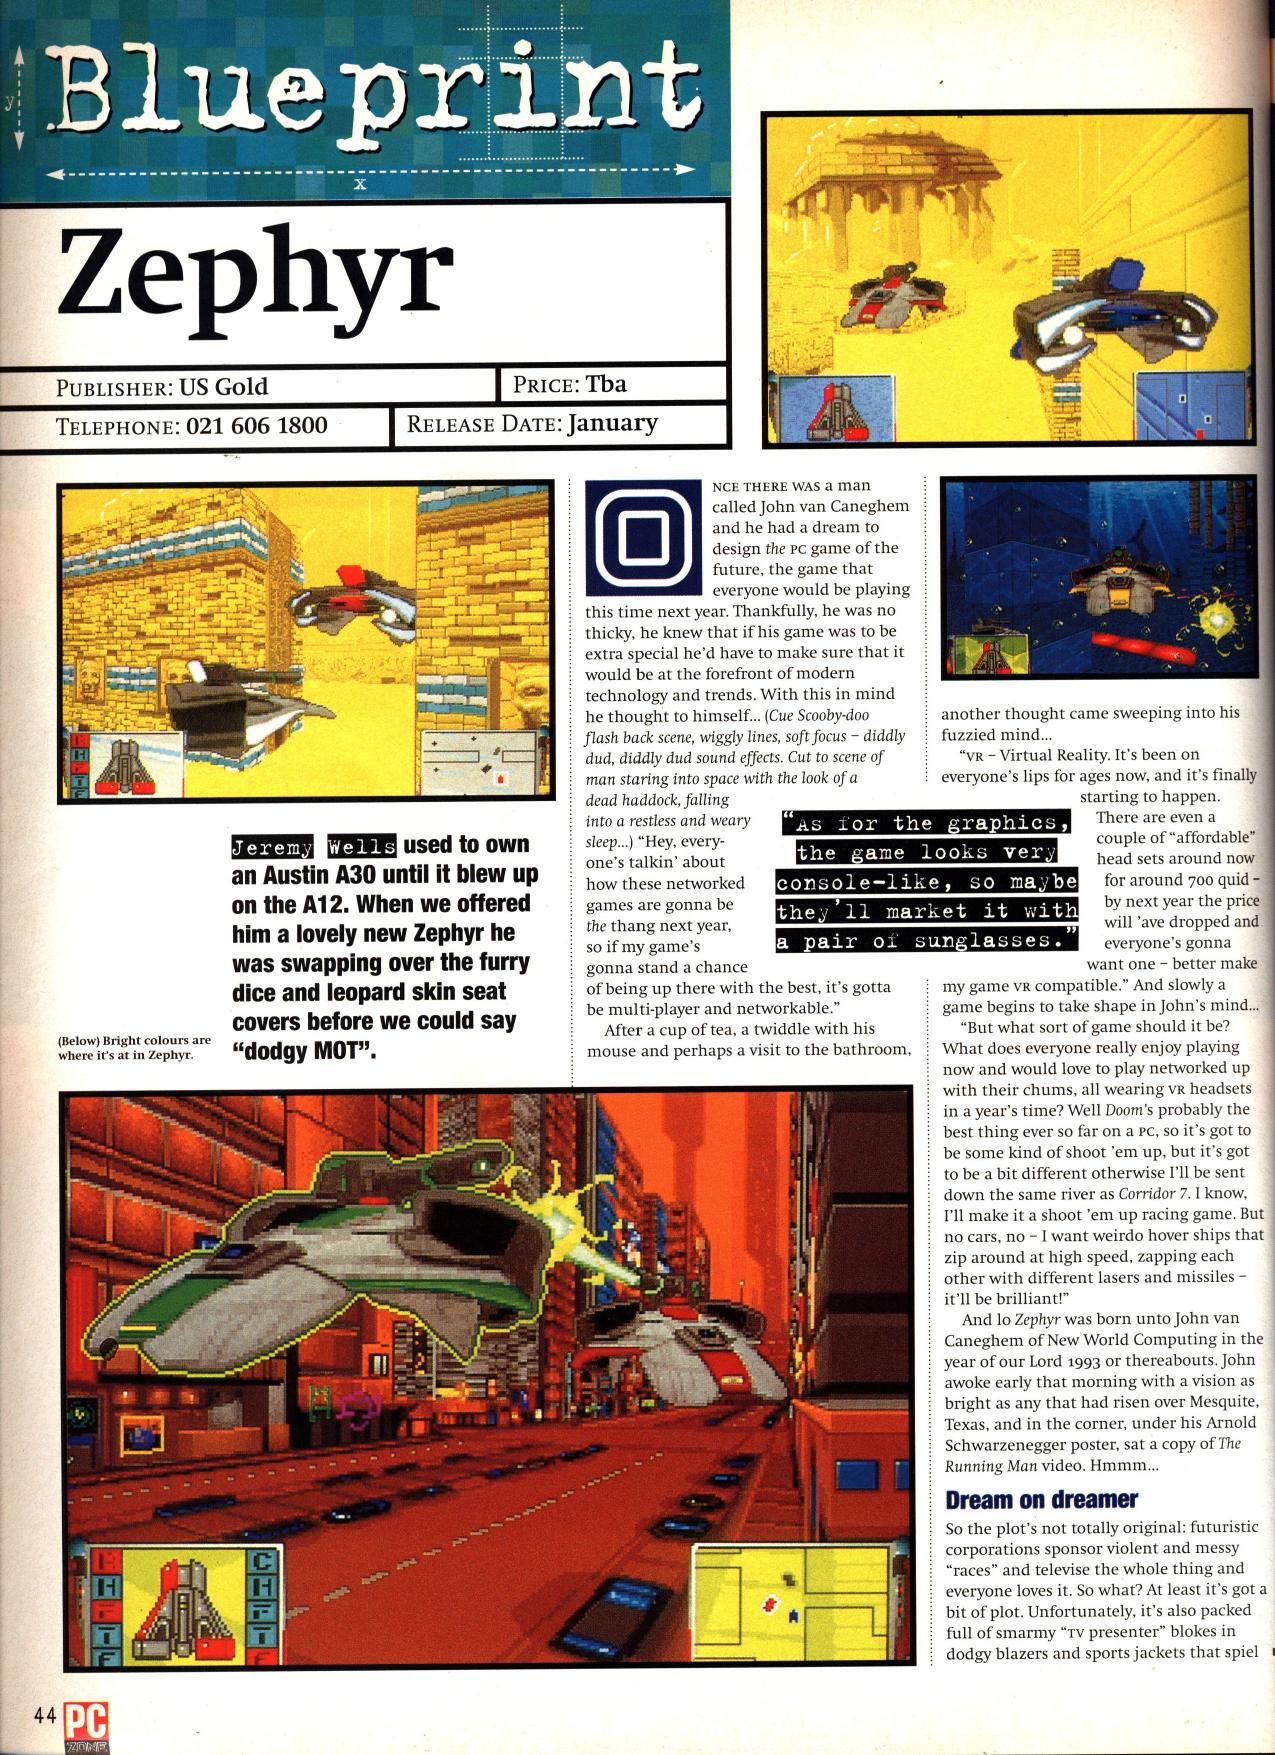 Blueprint
y
x
Zephyr
PUBLISHER: US Gold
PRICE: Tba
TELEPHONE: 021 606 1800
RELEASE DATE: January
Jeremy Wells used to own
an Austin A30 until it blew up
on the A12. When we offered
him a lovely new Zephyr he
was swapping over the furry
dice and leopard skin seat
covers before we could say
“dodgy MOT”.
(Below) Bright colours are
where it's at in Zephyr.
O
NCE THERE WAS a man
called John van Caneghem
and he had a dream to
design the PC game of the
future, the game that
everyone would be playing
this time next year. Thankfully, he was no
thicky, he knew that if his game was to be
extra special he'd have to make sure that it
would be at the forefront of modern
technology and trends. With this in mind
he thought to himself... (Cue Scooby-doo
flash back scene, wiggly lines, soft focus – diddly
dud, diddly dud sound effects. Cut to scene of
man staring into space with the look of a
dead haddock, falling
into a restless and weary
sleep...) “Hey, every-
one's talkin' about
how these networked
games are gonna be
the thang next year,
so if my game's
gonna stand a chance
of being up there with the best, it's gotta
be multi-player and networkable.”
After a cup of tea, a twiddle with his
mouse and perhaps a visit to the bathroom,
“As for the graphics,
the game looks very
console-like, so maybe
they'll market it with
a pair of sunglasses.”
another thought came sweeping into his
fuzzied mind...
“VR – Virtual Reality. It's been on
everyone's lips for ages now, and it's finally
starting to happen.
There are even a
couple of “affordable”
head sets around now
for around 700 quid –
by next year the price
will 'ave dropped and
everyone's gonna
want one – better make
my game VR compatible.” And slowly a
game begins to take shape in John's mind...
“But what sort of game should it be?
What does everyone really enjoy playing
now and would love to play networked up
with their chums, all wearing VR headsets
in a year's time? Well Doom's probably the
best thing ever so far on a PC, so it's got to
be some kind of shoot 'em up, but it's got
to be a bit different otherwise I'll be sent
down the same river as Corridor 7. I know,
I'll make it a shoot 'em up racing game. But
no cars, no – I want weirdo hover ships that
zip around at high speed, zapping each
other with different lasers and missiles –
it'll be brilliant!”
And lo Zephyr was born unto John van
Caneghem of New World Computing in the
year of our Lord 1993 or thereabouts. John
awoke early that morning with a vision as
bright as any that had risen over Mesquite,
Texas, and in the corner, under his Arnold
Schwarzenegger poster, sat a copy of The
Running Man video. Hmmm...
Dream on dreamer
So the plot's not totally original: futuristic
corporations sponsor violent and messy
“races” and televise the whole thing and
everyone loves it. So what? At least it's got a
bit of plot. Unfortunately, it's also packed
full of smarmy “TV presenter” blokes in
dodgy blazers and sports jackets that spiel
44
PC
ZONE